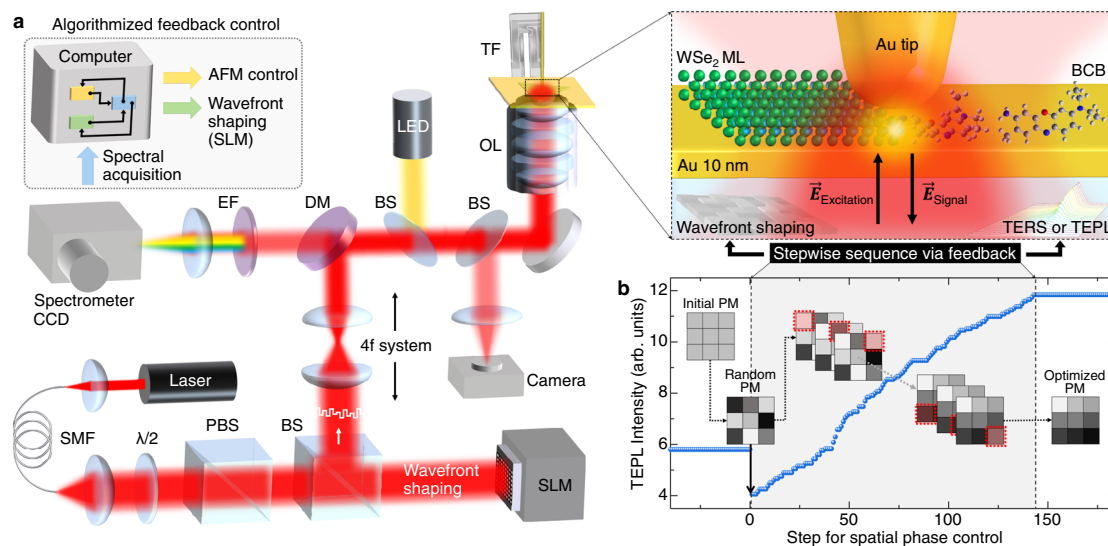 a
Algorithmized feedback control
Computer
AFM control
Wavefront
shaping
(SLM)
Spectral
acquisition
TF
LED
OL
EF
DM
BS
BS
Spectrometer
CCD
4f system
Camera
Laser
SMF
λ/2
PBS
BS
Wavefront
shaping
SLM
WSe₂ ML
Au tip
BCB
Au 10 nm
E⃗Excitation
E⃗Signal
Wavefront shaping
TERS or TEPL
Stepwise sequence via feedback
b
TEPL Intensity (arb. units)
12
10
8
6
4
Initial PM
Random
PM
Optimized
PM
0
50
100
150
Step for spatial phase control